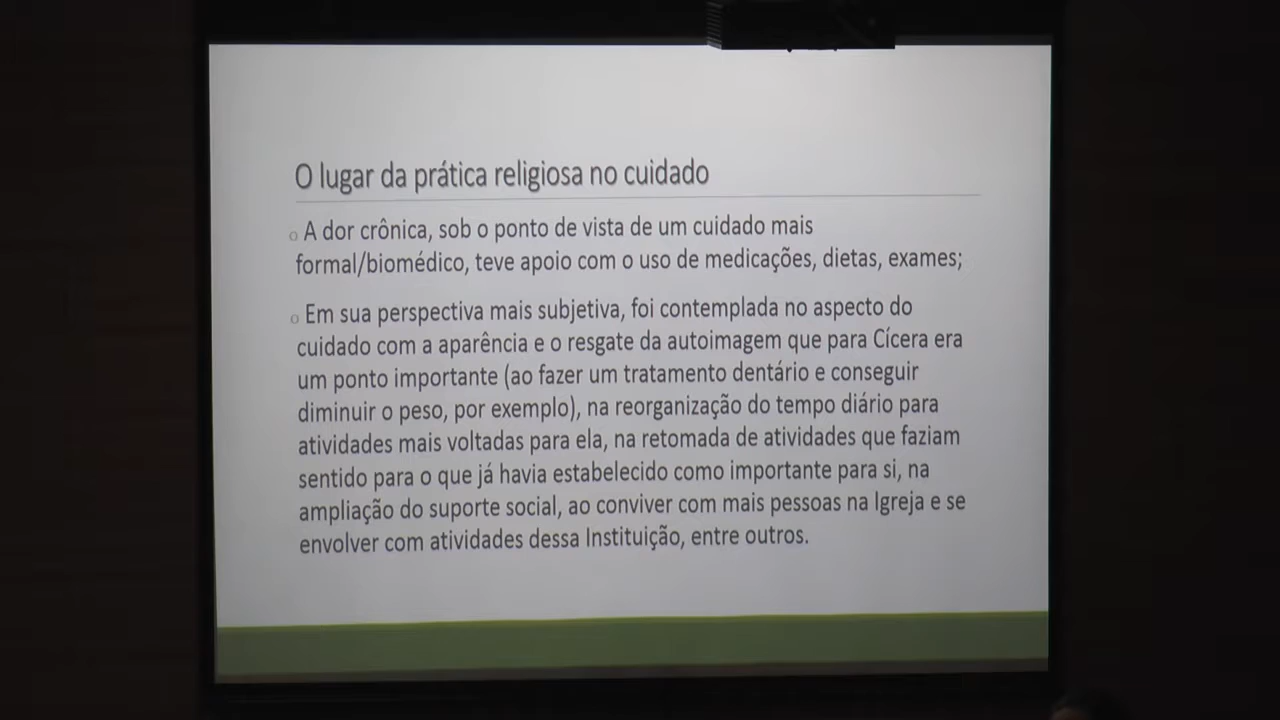 O lugar da prática religiosa no cuidado
o A dor crônica, sob o ponto de vista de um cuidado mais
formal/biomédico, teve apoio com o uso de medicações, dietas, exames;
o Em sua perspectiva mais subjetiva, foi contemplada no aspecto do
cuidado com a aparência e o resgate da autoimagem que para Cícera era
um ponto importante (ao fazer um tratamento dentário e conseguir
diminuir o peso, por exemplo), na reorganização do tempo diário para
atividades mais voltadas para ela, na retomada de atividades que faziam
sentido para o que já havia estabelecido como importante para si, na
ampliação do suporte social, ao conviver com mais pessoas na Igreja e se
envolver com atividades dessa Instituição, entre outros.